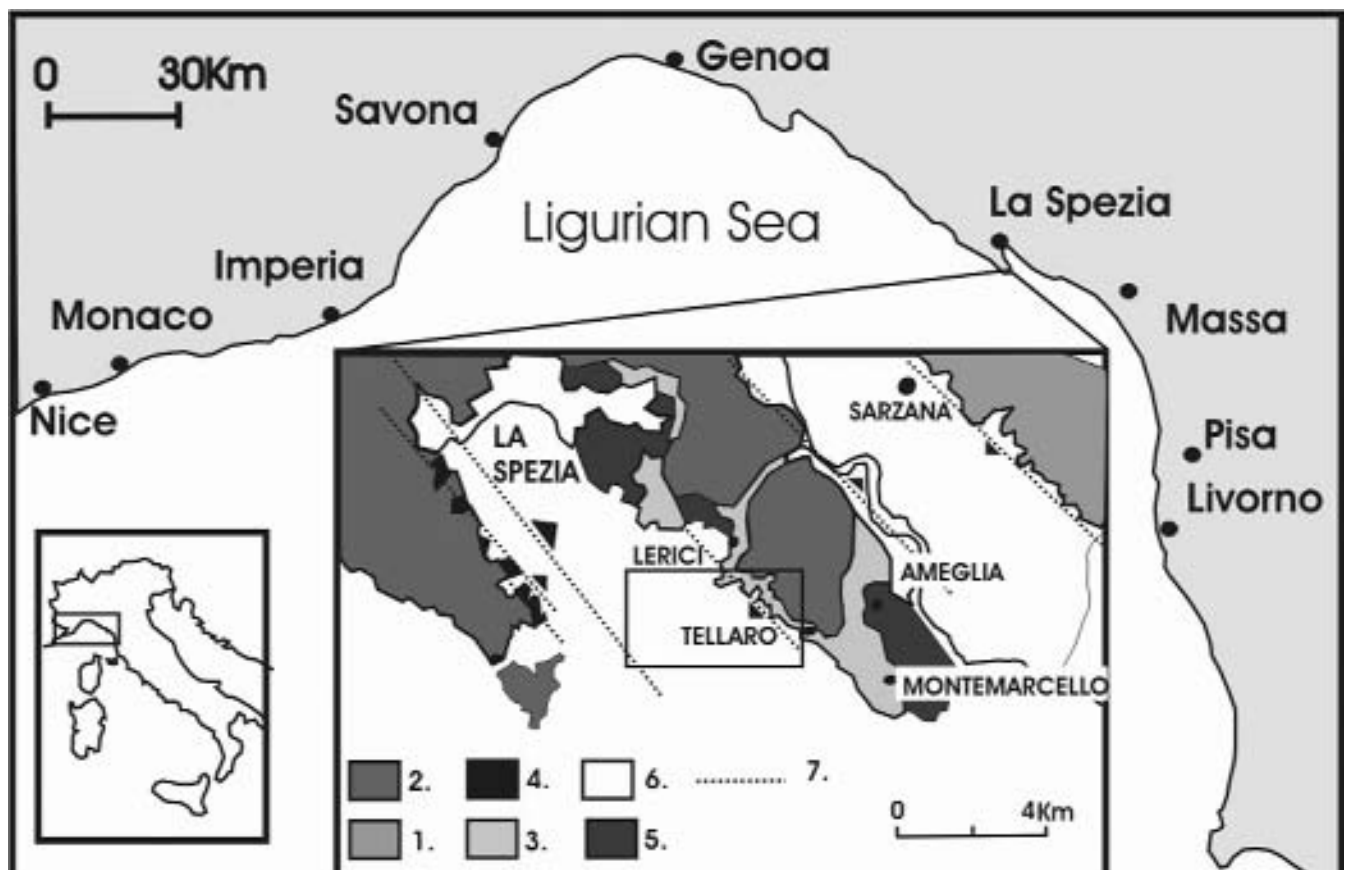 0 30Km
Genoa
Savona
Ligurian Sea
La Spezia
Imperia
Massa
Monaco
Nice
Pisa
Livorno
SARZANA
LA
SPEZIA
LERICI
AMEGLIA
TELLARO
MONTEMARCELLO
2. 4. 6. 7.
0 4Km
1. 3. 5.